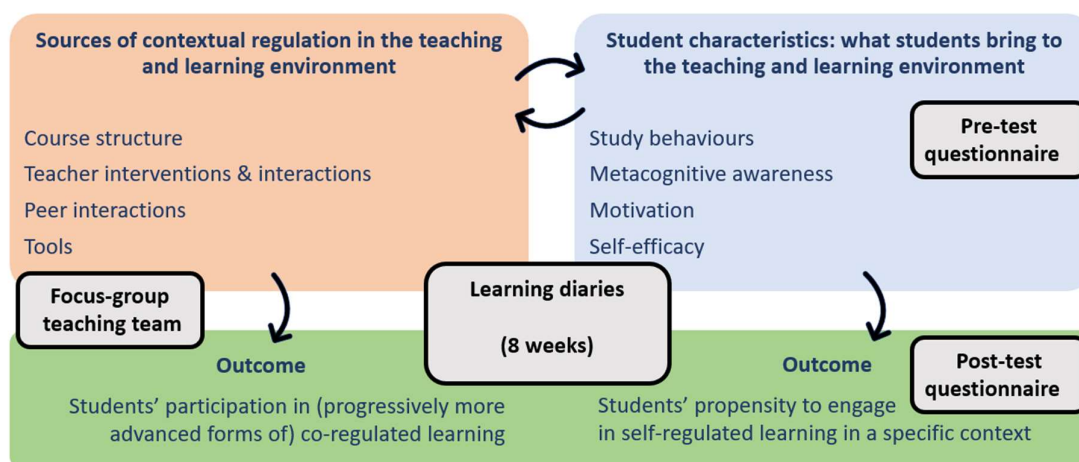 Sources of contextual regulation in the teaching
and learning environment
Course structure
Teacher interventions & interactions
Peer interactions
Tools
Student characteristics: what students bring to
the teaching and learning environment
Study behaviours
Metacognitive awareness
Motivation
Self-efficacy
Pre-test
questionnaire
Focus-group
teaching team
Learning diaries
(8 weeks)
Outcome
Students’ participation in (progressively more
advanced forms of) co-regulated learning
Outcome
Students’ propensity to engage
in self-regulated learning in a specific context
Post-test
questionnaire